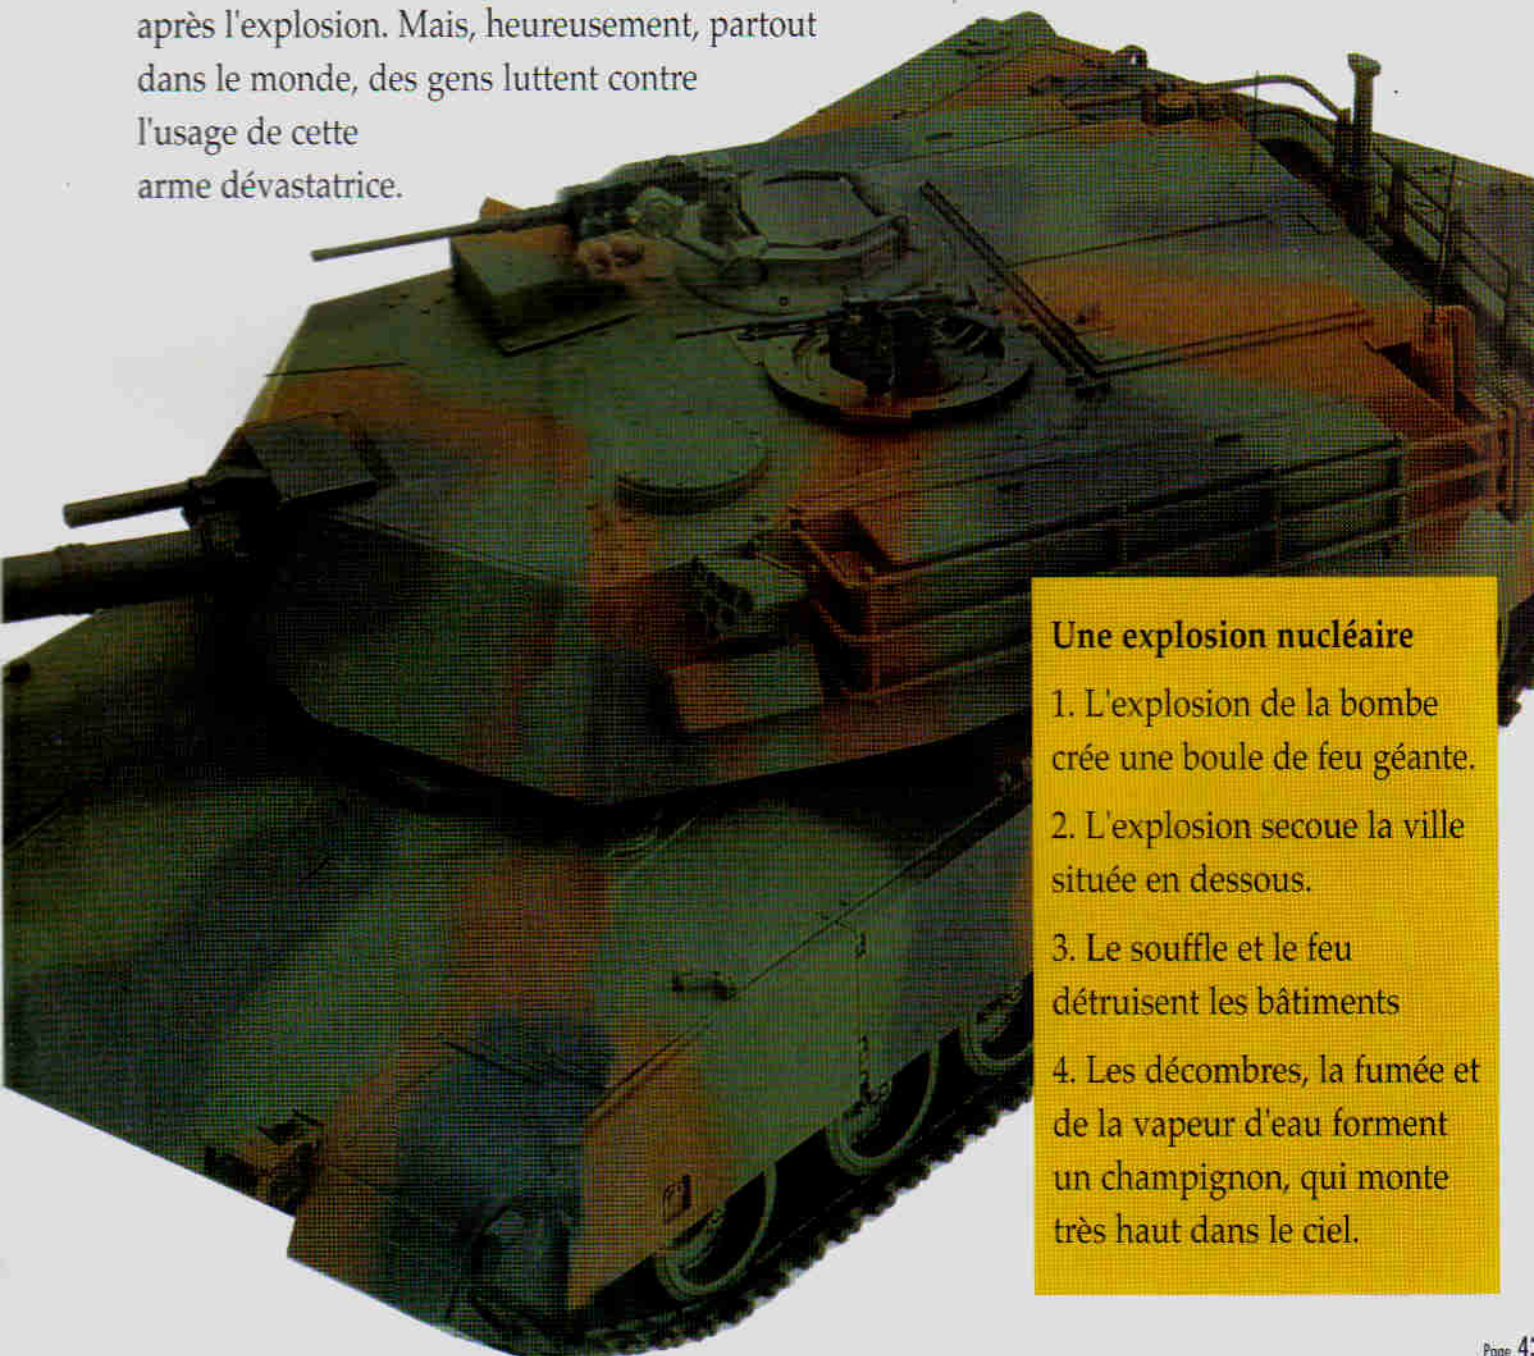 après l'explosion. Mais, heureusement, partout
dans le monde, des gens luttent contre
l'usage de cette
arme dévastatrice.
Une explosion nucléaire
1. L'explosion de la bombe
crée une boule de feu géante.
2. L'explosion secoue la ville
située en dessous.
3. Le souffle et le feu
détruisent les bâtiments
4. Les décombres, la fumée et
de la vapeur d'eau forment
un champignon, qui monte
très haut dans le ciel.
Page